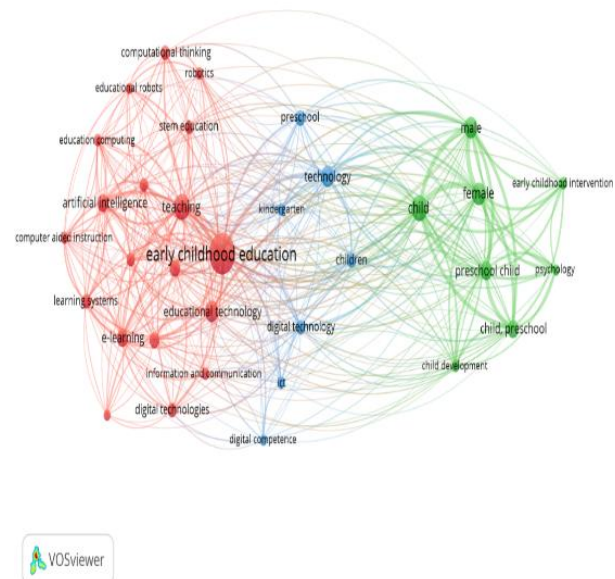 computational thinking
robotics
educational robots
preschool
stem education
male
education computing
technology
early childhood intervention
female
artificial intelligence
teaching
kindergarten
child
computer aided instruction
early childhood education
children
preschool child
psychology
learning systems
educational technology
digital technology
child, preschool
e-learning
child development
information and communication
ict
digital technologies
digital competence
VOSviewer